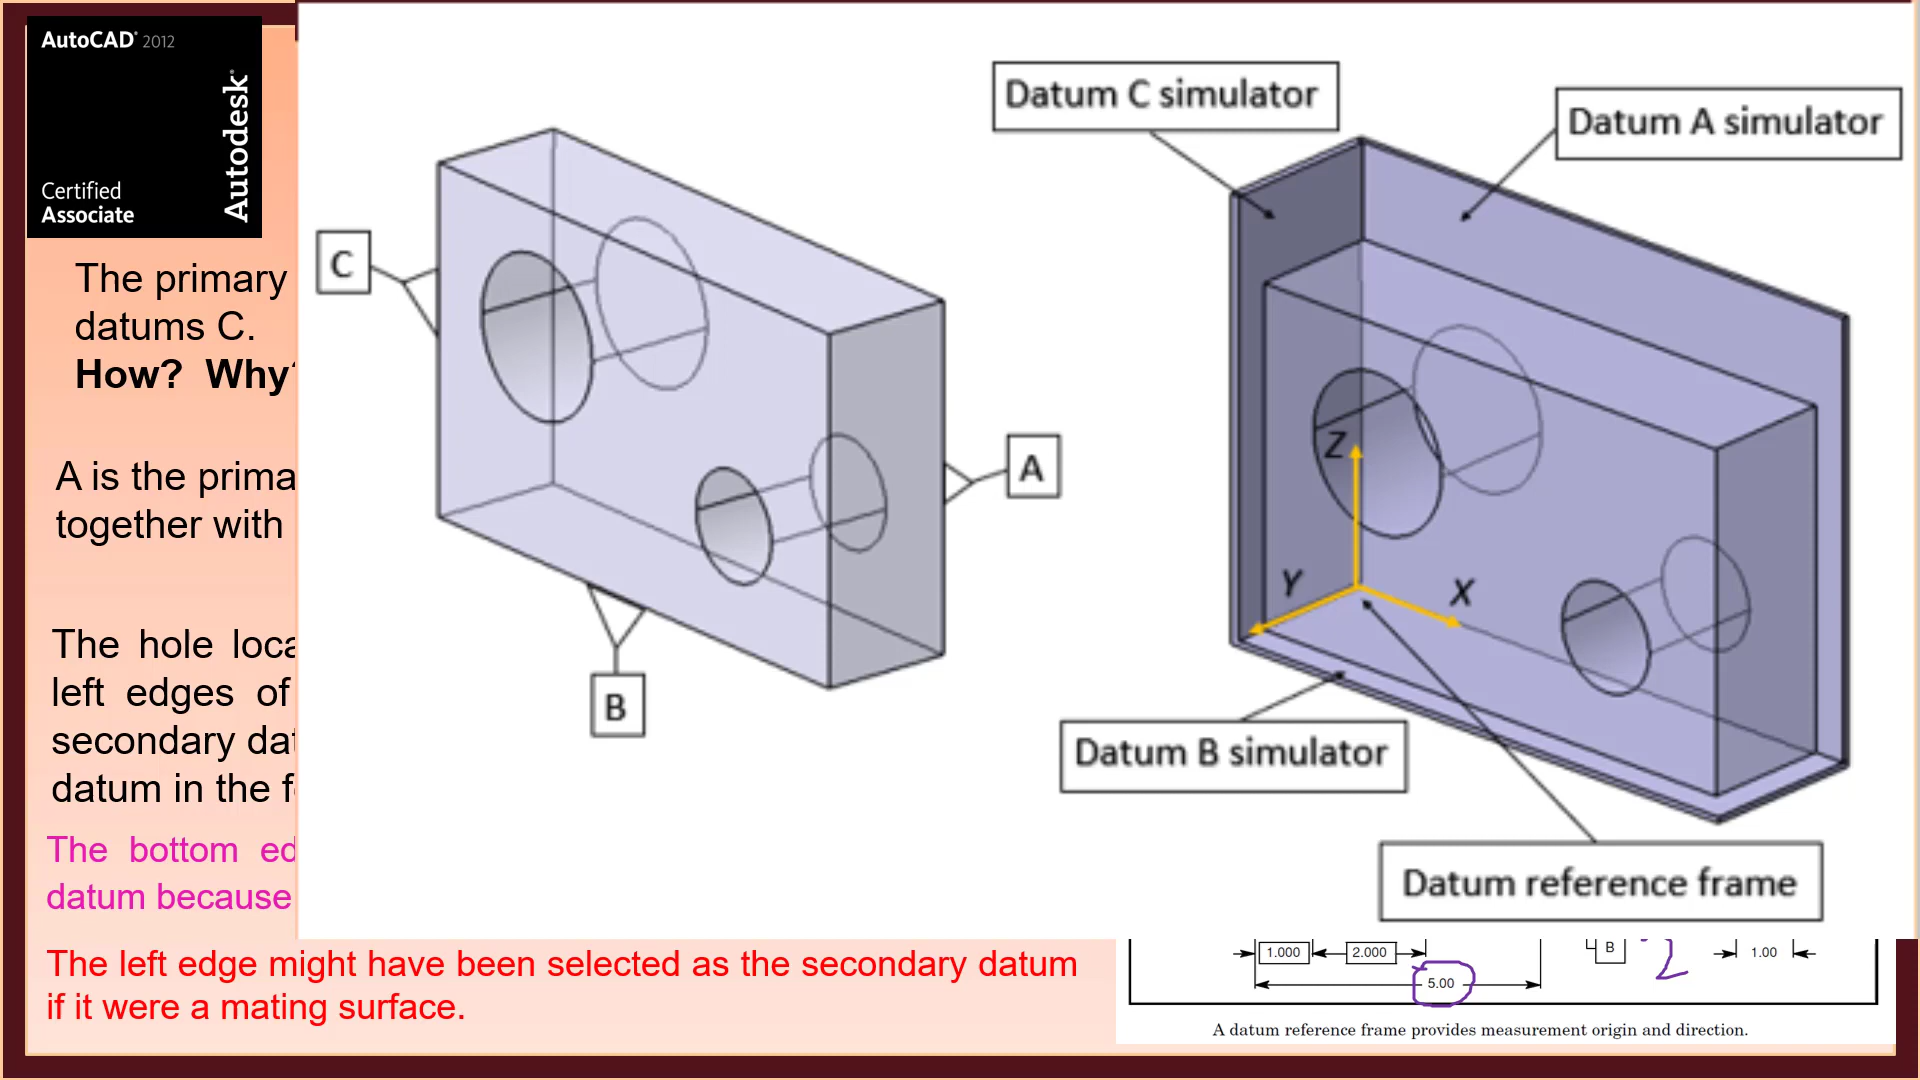 AutoCAD® 2012
Autodesk®
Certified
Associate
The primary
datums C.
How? Why
A is the prima
together with
The hole loca
left edges of
secondary dat
datum in the f
The bottom ed
datum because
The left edge might have been selected as the secondary datum
if it were a mating surface.
C
A
B
Datum C simulator
Datum A simulator
Z
Y
X
Datum B simulator
Datum reference frame
1.000
2.000
B
2
1.00
5.00
A datum reference frame provides measurement origin and direction.